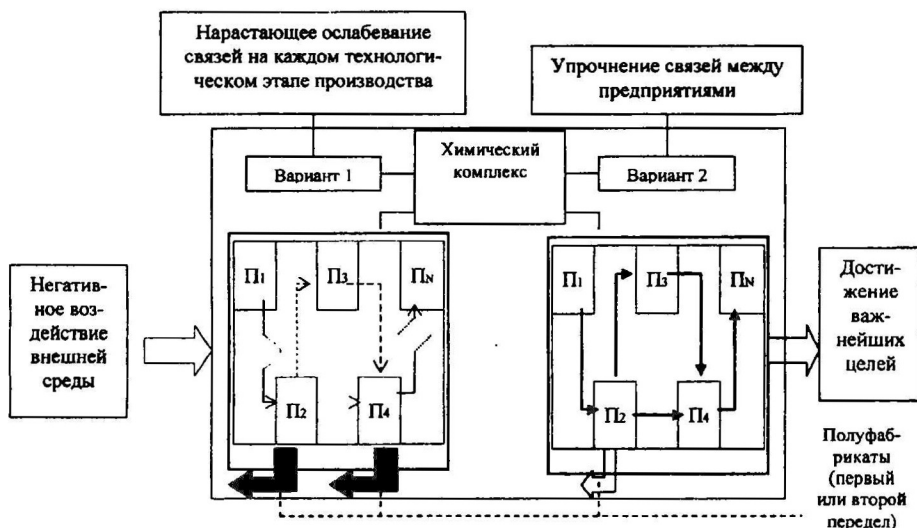 Нарастающее ослабевание
связей на каждом технологи-
ческом этапе производства
Упрочнение связей между
предприятиями
Химический
комплекс
Вариант 1
Вариант 2
Негатив-
ное воз-
действие
внешней
среды
П1
П3
ПN
П2
П4
П1
П3
ПN
П2
П4
Дости-
жение
важ-
нейших
целей
Полуфаб-
рикаты
(первый
или второй
передел)